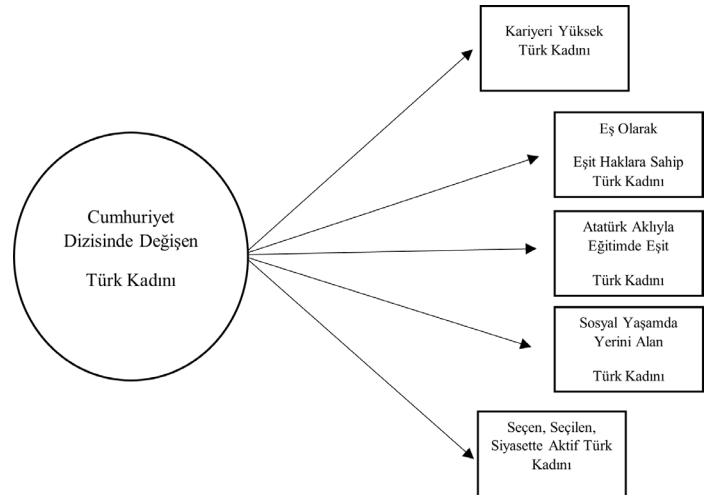 Cumhuriyet
Dizisinde Değişen
Türk Kadını
Kariyeri Yüksek
Türk Kadını
Eş Olarak
Eşit Haklara Sahip
Türk Kadını
Atatürk Aklıyla
Eğitimde Eşit
Türk Kadını
Sosyal Yaşamda
Yerini Alan
Türk Kadını
Seçen, Seçilen,
Siyasette Aktif Türk
Kadını